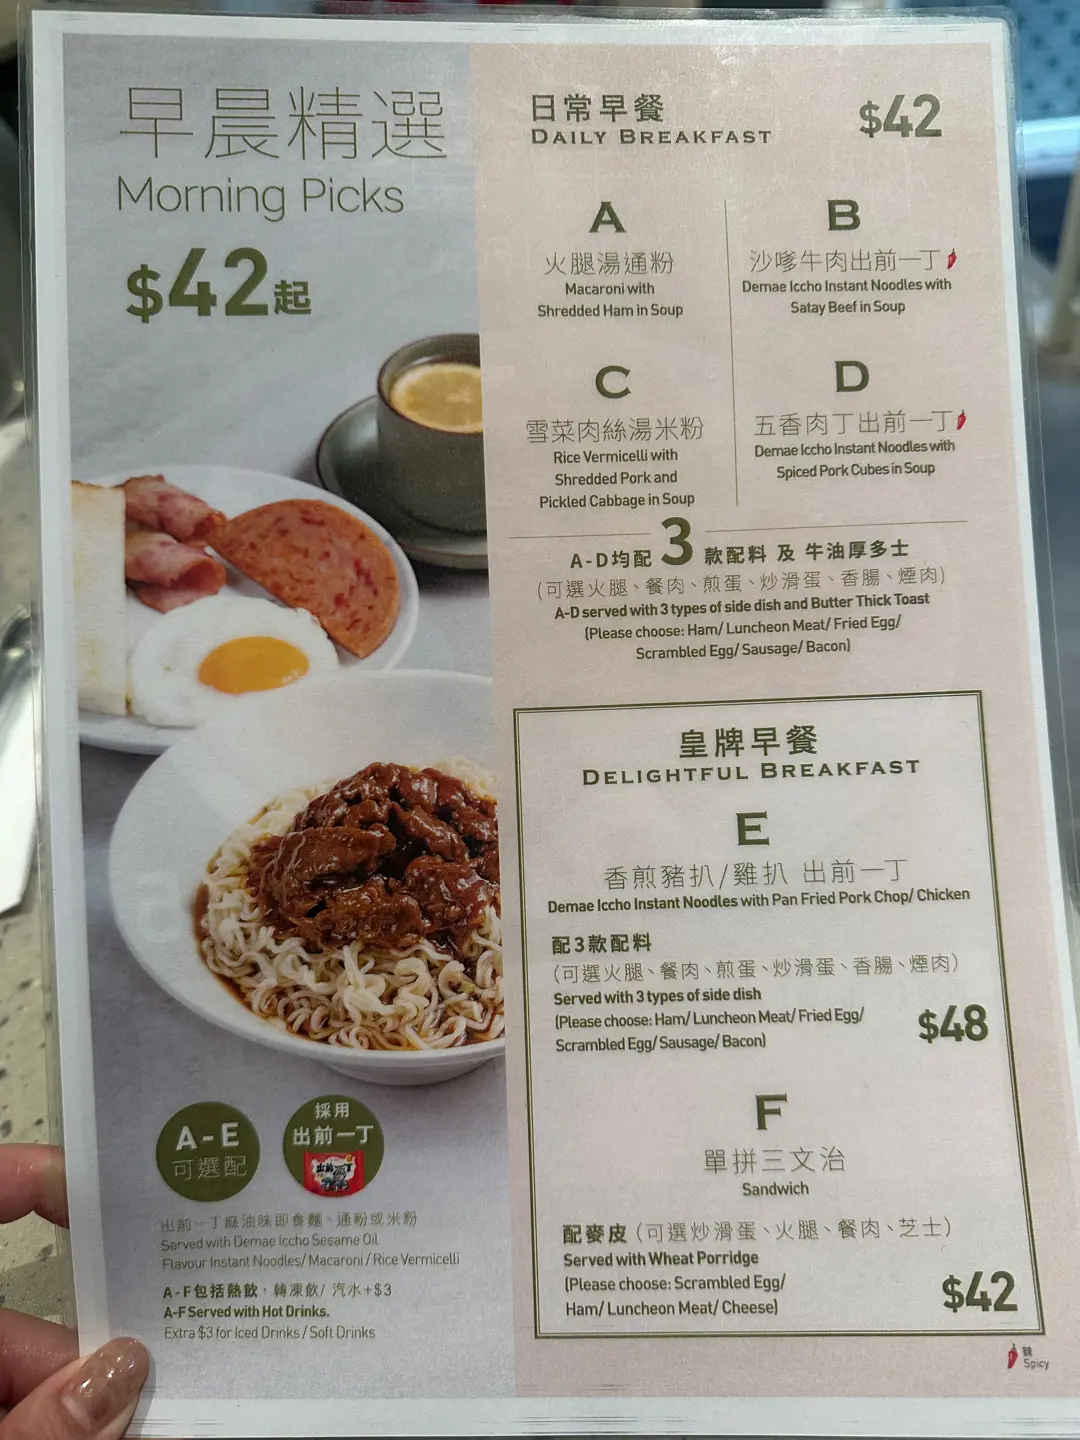 早晨精選
Morning Picks
$42起
日常早餐
DAILY BREAKFAST
$42
A
火腿湯通粉
Macaroni with
Shredded Ham in Soup
B
沙嗲牛肉出前一丁
Demae Iccho Instant Noodles with
Satay Beef in Soup
C
雪菜肉絲湯米粉
Rice Vermicelli with
Shredded Pork and
Pickled Cabbage in Soup
D
五香肉丁出前一丁
Demae Iccho Instant Noodles with
Spiced Pork Cubes in Soup
A-D均配 3 款配料 及 牛油厚多士
(可選火腿、餐肉、煎蛋、炒滑蛋、香腸、煙肉)
A-D served with 3 types of side dish and Butter Thick Toast
(Please choose: Ham/ Luncheon Meat/ Fried Egg/
Scrambled Egg/ Sausage/ Bacon)
皇牌早餐
DELIGHTFUL BREAKFAST
E
香煎豬扒/雞扒 出前一丁
Demae Iccho Instant Noodles with Pan Fried Pork Chop/ Chicken
配3款配料
(可選火腿、餐肉、煎蛋、炒滑蛋、香腸、煙肉)
Served with 3 types of side dish
(Please choose: Ham/ Luncheon Meat/ Fried Egg/
Scrambled Egg/ Sausage/ Bacon)
$48
F
單拼三文治
Sandwich
配麥皮 (可選炒滑蛋、火腿、餐肉、芝士)
Served with Wheat Porridge
(Please choose: Scrambled Egg/
Ham/ Luncheon Meat/ Cheese)
$42
辣
Spicy
A-E
可選配
採用
出前一丁
出前一丁
出前一丁麻油味即食麵、通粉或米粉
Served with Demae Iccho Sesame Oil
Flavour Instant Noodles/ Macaroni / Rice Vermicelli
A-F包括熱飲，轉凍飲/ 汽水+$3
A-F Served with Hot Drinks.
Extra $3 for Iced Drinks / Soft Drinks